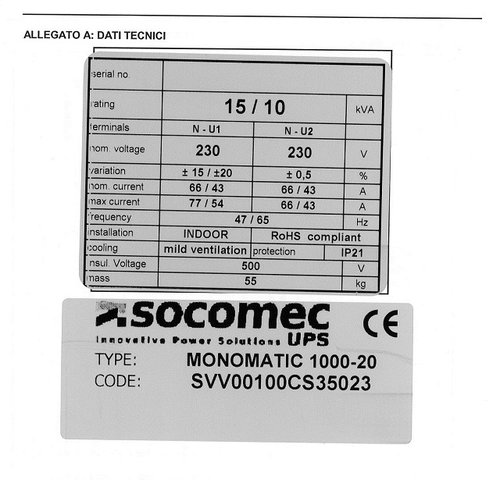 ALLEGATO A: DATI TECNICI
serial no.
rating 15 / 10 kVA
terminals N - U1 N - U2
nom. voltage 230 230 V
variation ± 15 / ±20 ± 0,5 %
nom. current 66 / 43 66 / 43 A
max current 77 / 54 66 / 43 A
frequency 47 / 65 Hz
installation INDOOR RoHS compliant
cooling mild ventilation protection IP21
nsul. Voltage 500 V
mass 55 kg
socomec CE
Innovative Power Solutions UPS
TYPE: MONOMATIC 1000-20
CODE: SVV00100CS35023